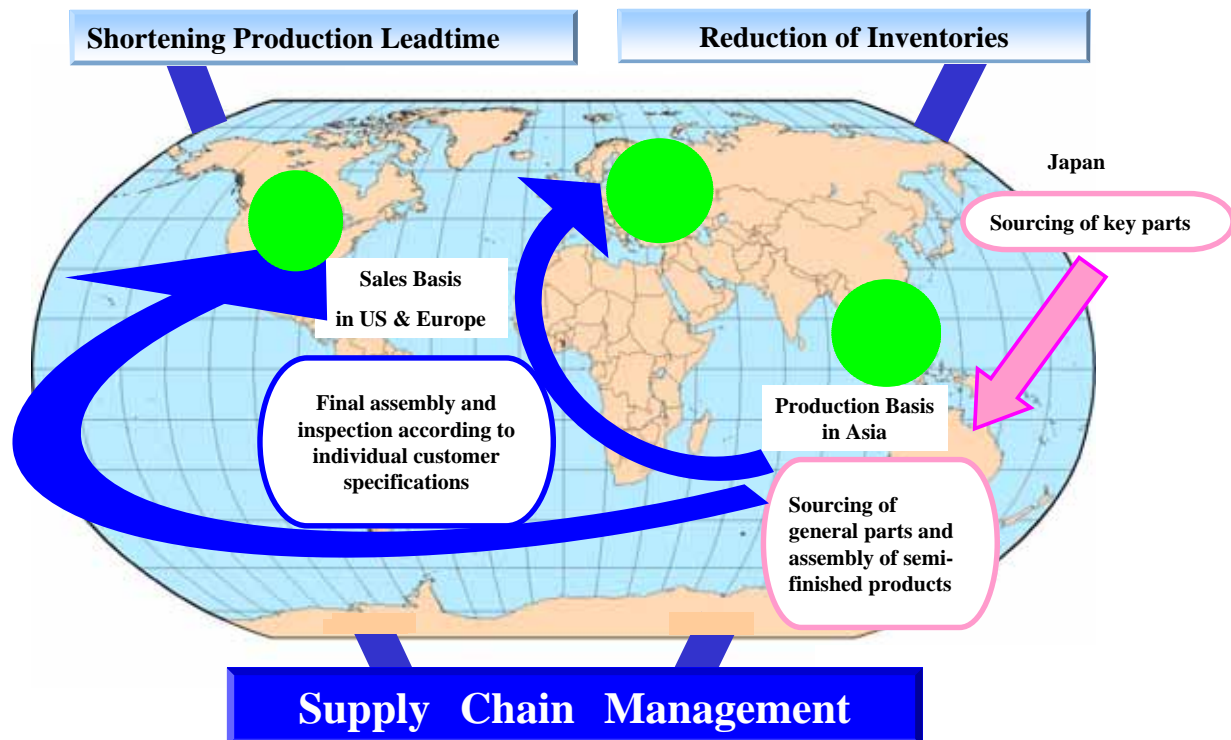 Shortening Production Leadtime
Reduction of Inventories
Japan
Sourcing of key parts
Sales Basis
in US & Europe
Final assembly and
inspection according to
individual customer
specifications
Production Basis
in Asia
Sourcing of
general parts and
assembly of semi-
finished products
Supply Chain Management